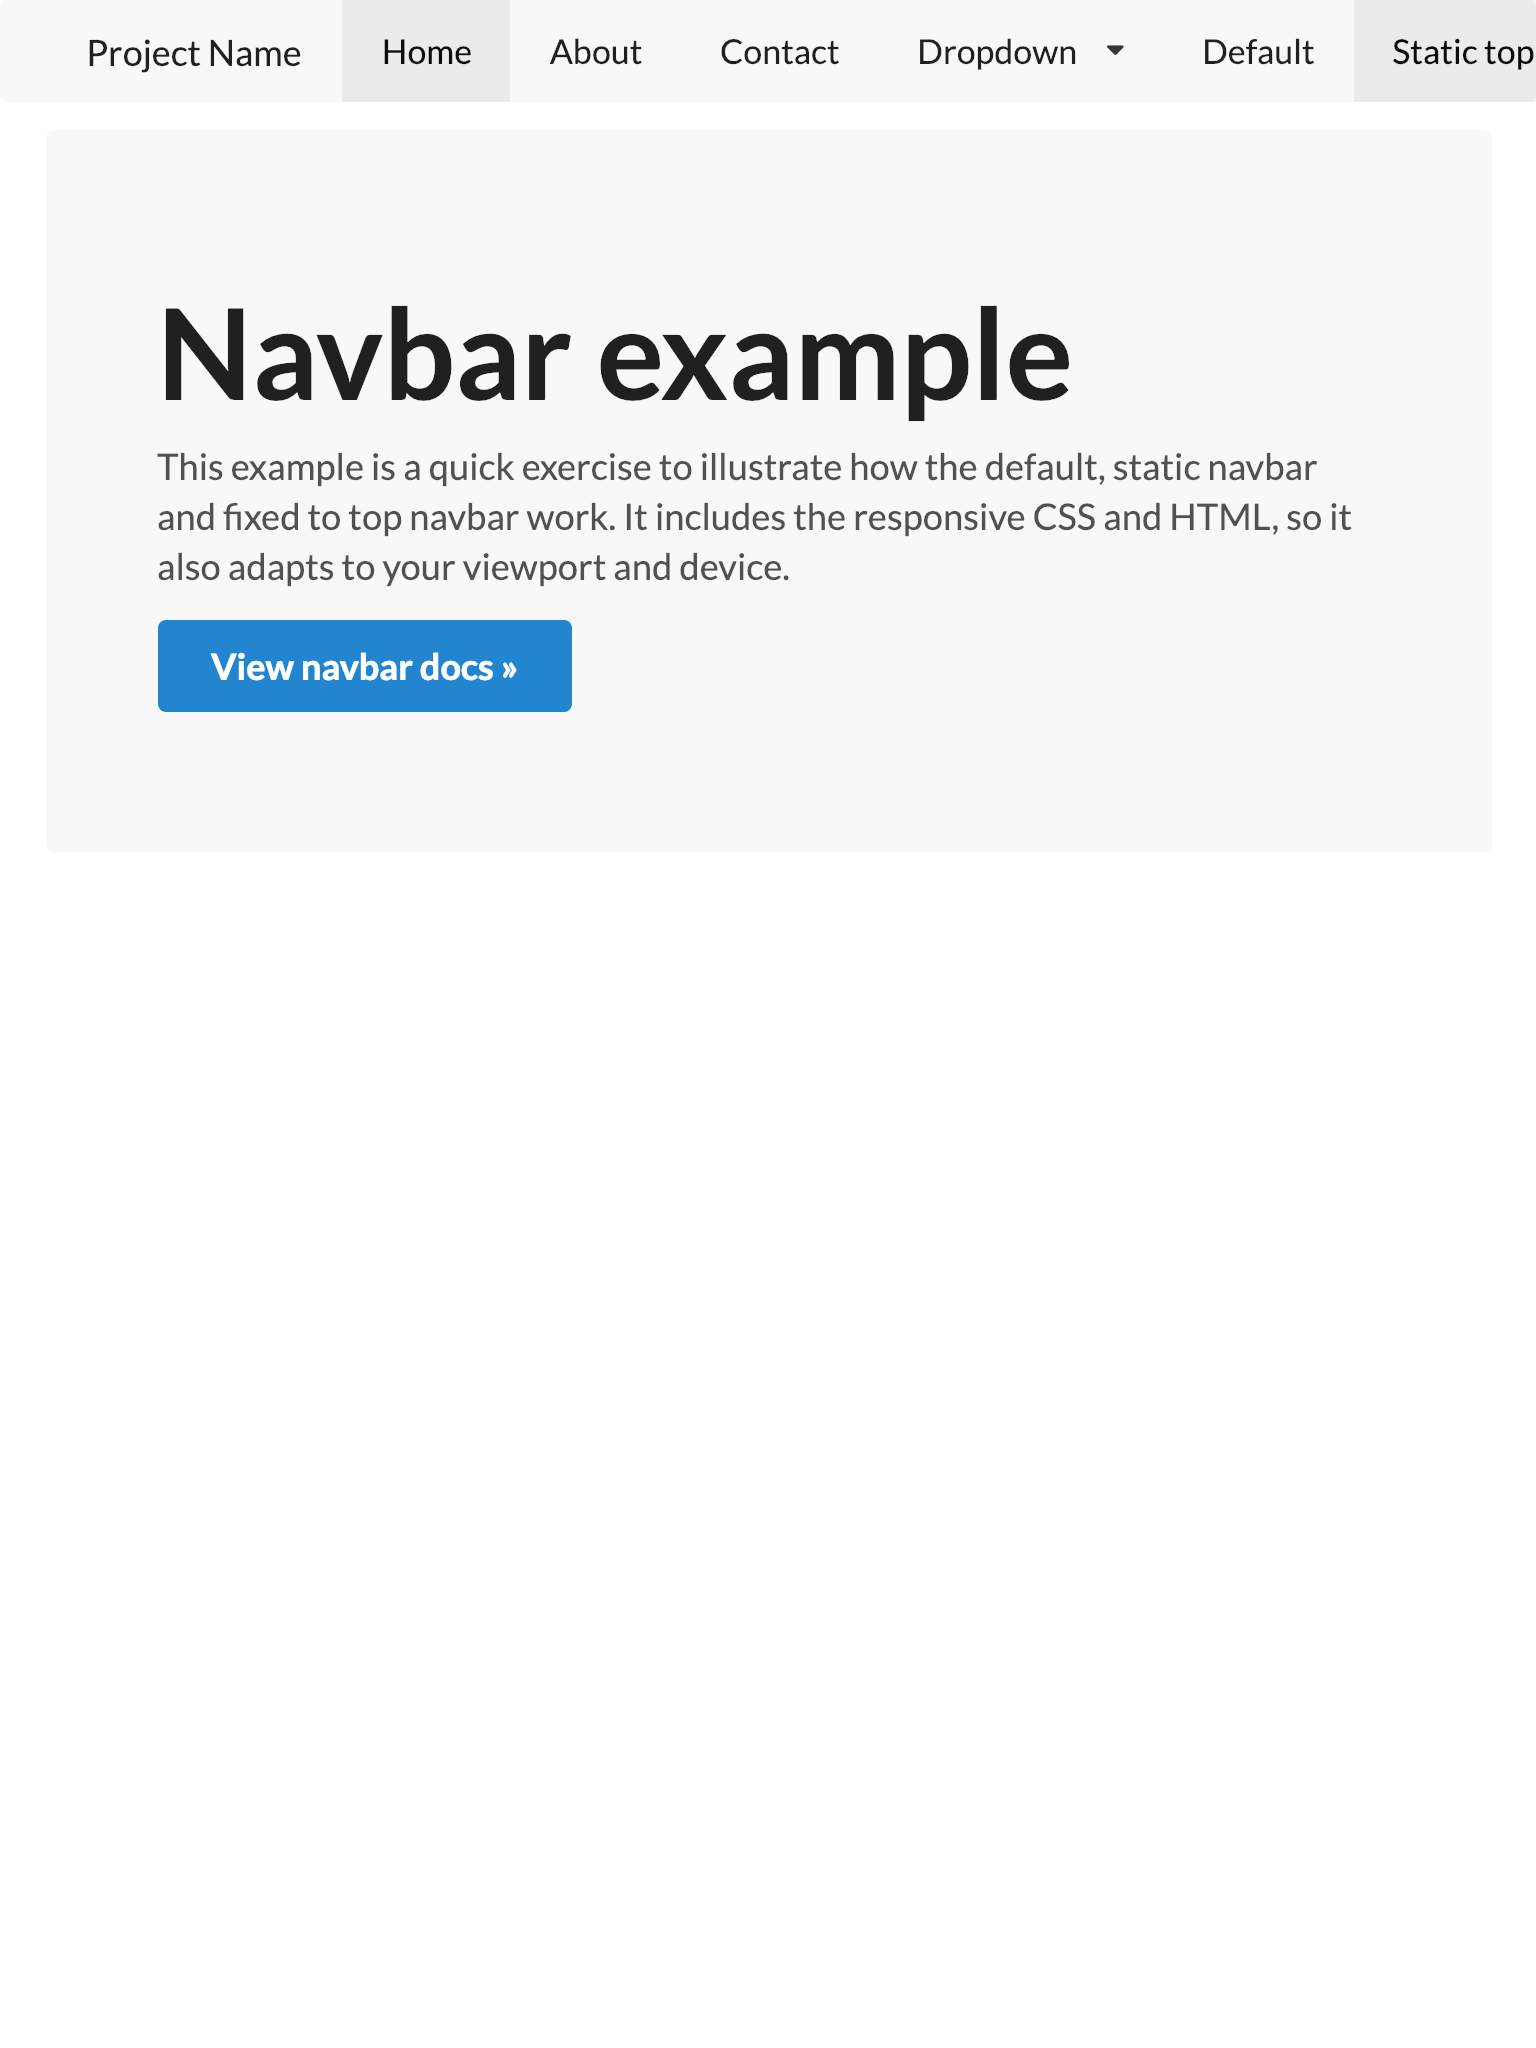 Project Name Home About Contact Dropdown Default Static top
Navbar example
This example is a quick exercise to illustrate how the default, static navbar
and fixed to top navbar work. It includes the responsive CSS and HTML, so it
also adapts to your viewport and device.
View navbar docs »